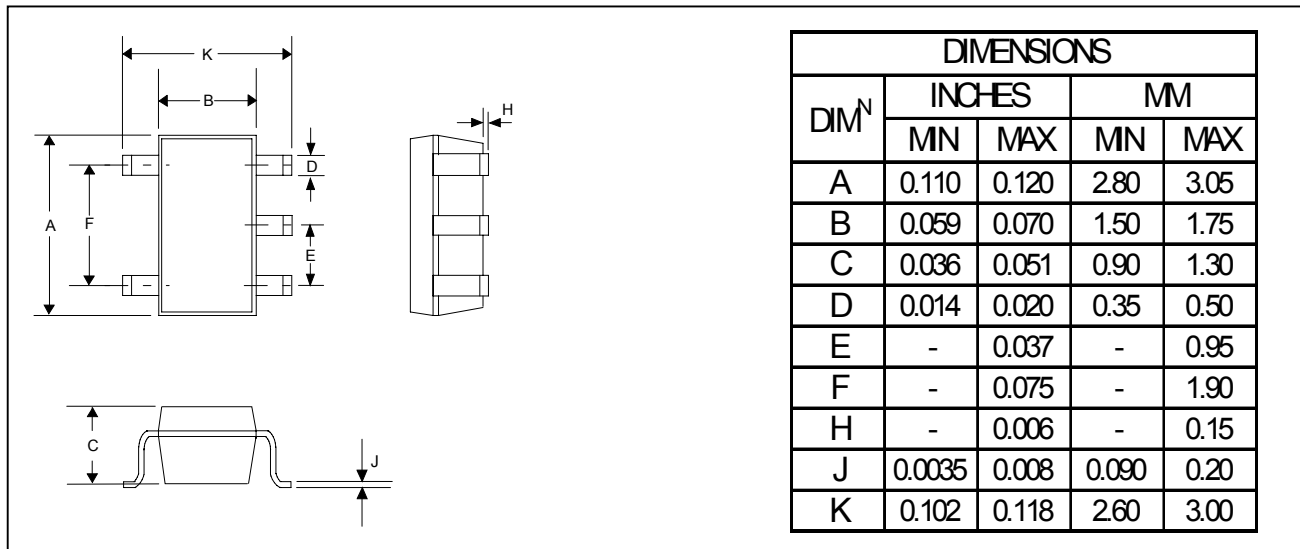 K
B
H
D
A
F
E
C
J
DIMENSIONS
DIMᴺ INCHES MM
MIN MAX MIN MAX
A 0.110 0.120 2.80 3.05
B 0.059 0.070 1.50 1.75
C 0.036 0.051 0.90 1.30
D 0.014 0.020 0.35 0.50
E - 0.037 - 0.95
F - 0.075 - 1.90
H - 0.006 - 0.15
J 0.0035 0.008 0.090 0.20
K 0.102 0.118 2.60 3.00